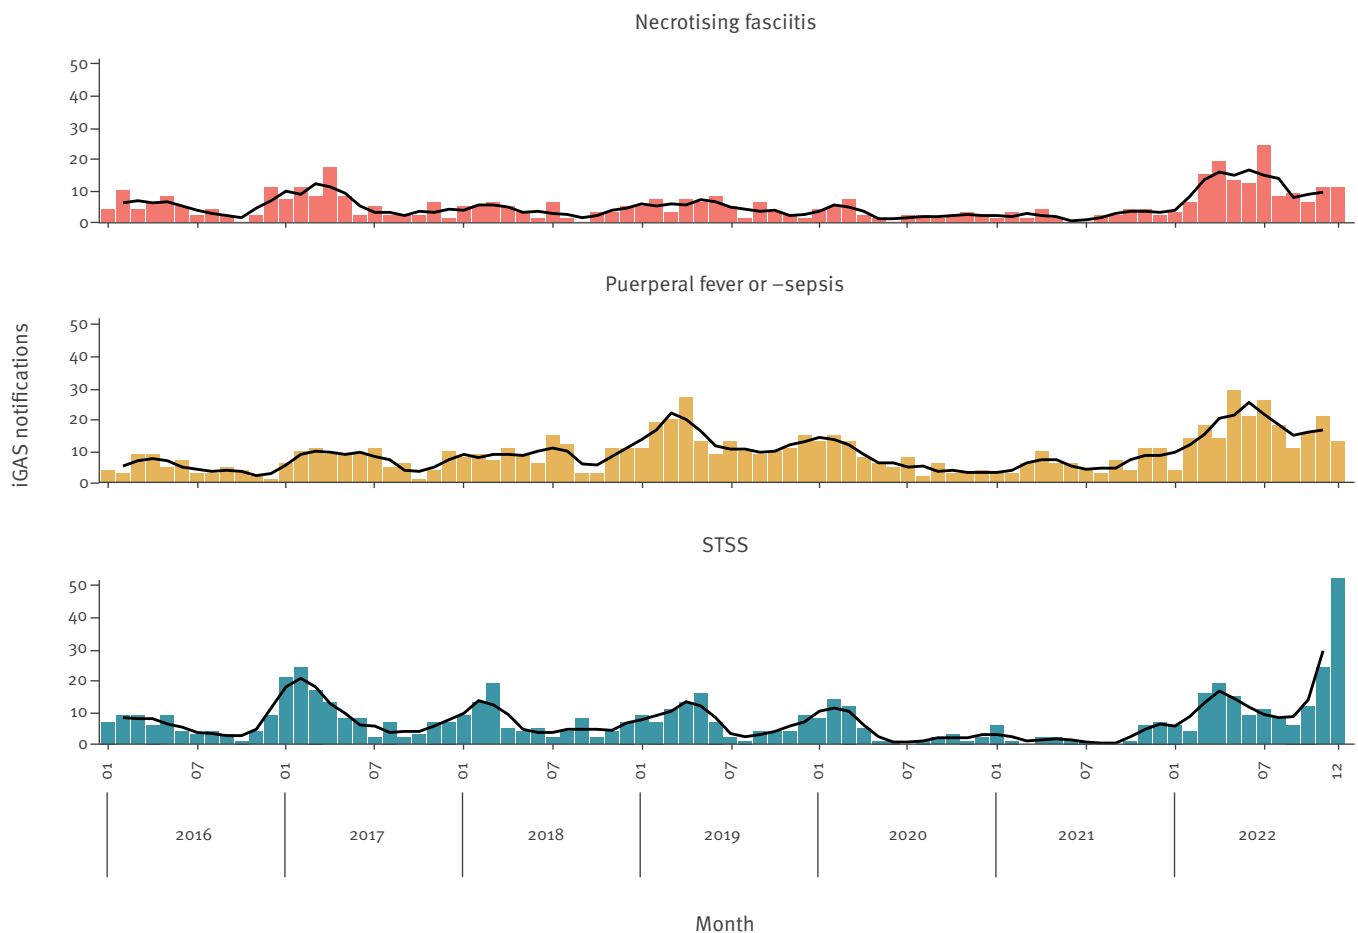 Necrotising fasciitis
50
40
30
20
10
0
Puerperal fever or –sepsis
50
40
30
20
10
0
iGAS notifications
STSS
50
40
30
20
10
0
01 07 01 07 01 07 01 07 01 07 01 07 01 07 12
2016 2017 2018 2019 2020 2021 2022
Month